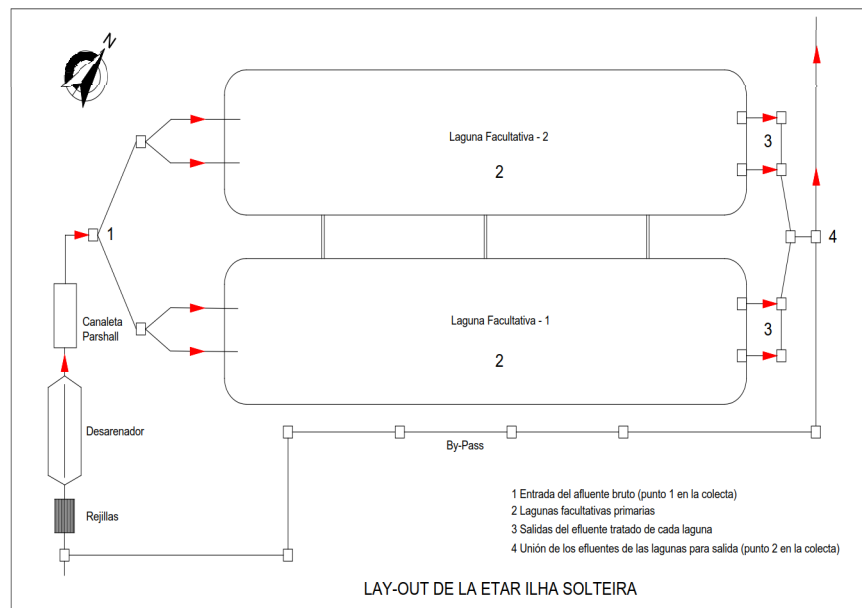 N
Laguna Facultativa - 2
2
3
1
4
Canaleta
Parshall
Laguna Facultativa - 1
2
3
Desarenador
By-Pass
Rejillas
1 Entrada del afluente bruto (punto 1 en la colecta)
2 Lagunas facultativas primarias
3 Salidas del efluente tratado de cada laguna
4 Unión de los efluentes de las lagunas para salida (punto 2 en la colecta)
LAY-OUT DE LA ETAR ILHA SOLTEIRA